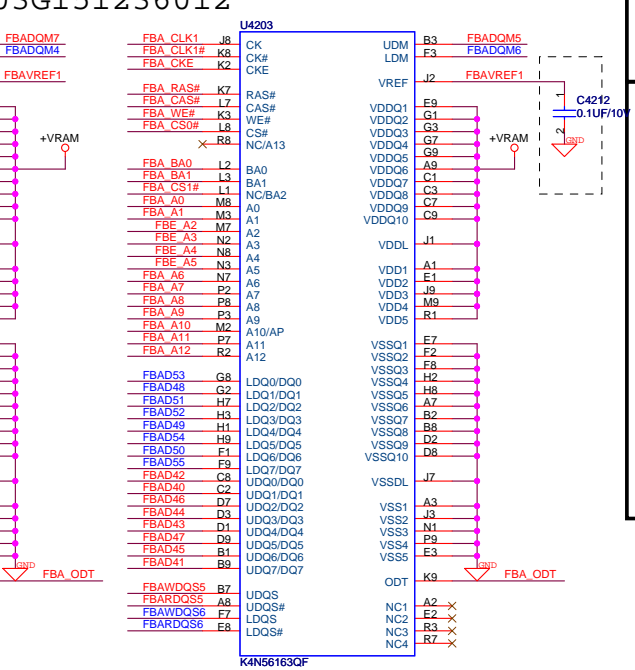 U4203
FBADQM7
FBADQM4
FBAVREF1
+VRAM
GND
FBA_ODT
FBA_CLK1 J8 CK
FBA_CLK1# K8 CK#
FBA_CKE K2 CKE
FBA_RAS# K7 RAS#
FBA_CAS# L7 CAS#
FBA_WE# K3 WE#
FBA_CS0# L8 CS#
R8 NC/A13
FBA_BA0 L2 BA0
FBA_BA1 L3 BA1
FBA_CS1# L1 NC/BA2
FBA_A0 M8 A0
FBA_A1 M3 A1
FBE_A2 M7 A2
FBE_A3 N2 A3
FBE_A4 N8 A4
FBE_A5 N3 A5
FBA_A6 N7 A6
FBA_A7 P2 A7
FBA_A8 P8 A8
FBA_A9 P3 A9
FBA_A10 M2 A10/AP
FBA_A11 P7 A11
FBA_A12 R2 A12
FBAD53 G8 LDQ0/DQ0
FBAD48 G2 LDQ1/DQ1
FBAD51 H7 LDQ2/DQ2
FBAD52 H3 LDQ3/DQ3
FBAD49 H1 LDQ4/DQ4
FBAD54 H9 LDQ5/DQ5
FBAD50 F1 LDQ6/DQ6
FBAD55 F9 LDQ7/DQ7
FBAD42 C8 UDQ0/DQ0
FBAD40 C2 UDQ1/DQ1
FBAD46 D7 UDQ2/DQ2
FBAD44 D3 UDQ3/DQ3
FBAD43 D1 UDQ4/DQ4
FBAD47 D9 UDQ5/DQ5
FBAD45 B1 UDQ6/DQ6
FBAD41 B9 UDQ7/DQ7
FBAWDQS5 B7 UDQS
FBARDQS5 A8 UDQS#
FBAWDQS6 F7 LDQS
FBARDQS6 E8 LDQS#
UDM B3 FBADQM5
LDM F3 FBADQM6
VREF J2 FBAVREF1
VDDQ1 E9
VDDQ2 G1
VDDQ3 G3
VDDQ4 G7
VDDQ5 G9
VDDQ6 A9
VDDQ7 C1
VDDQ8 C3
VDDQ9 C7
VDDQ10 C9
+VRAM
VDDL J1
VDD1 A1
VDD2 E1
VDD3 J9
VDD4 M9
VDD5 R1
VSSQ1 E7
VSSQ2 F2
VSSQ3 F8
VSSQ4 H2
VSSQ5 H8
VSSQ6 A7
VSSQ7 B2
VSSQ8 B8
VSSQ9 D2
VSSQ10 D8
VSSDL J7
VSS1 A3
VSS2 J3
VSS3 N1
VSS4 P9
VSS5 E3
GND
ODT K9 FBA_ODT
NC1 A2
NC2 E2
NC3 R3
NC4 R7
1
C4212
0.1UF/10V
2
GND
K4N56163QF